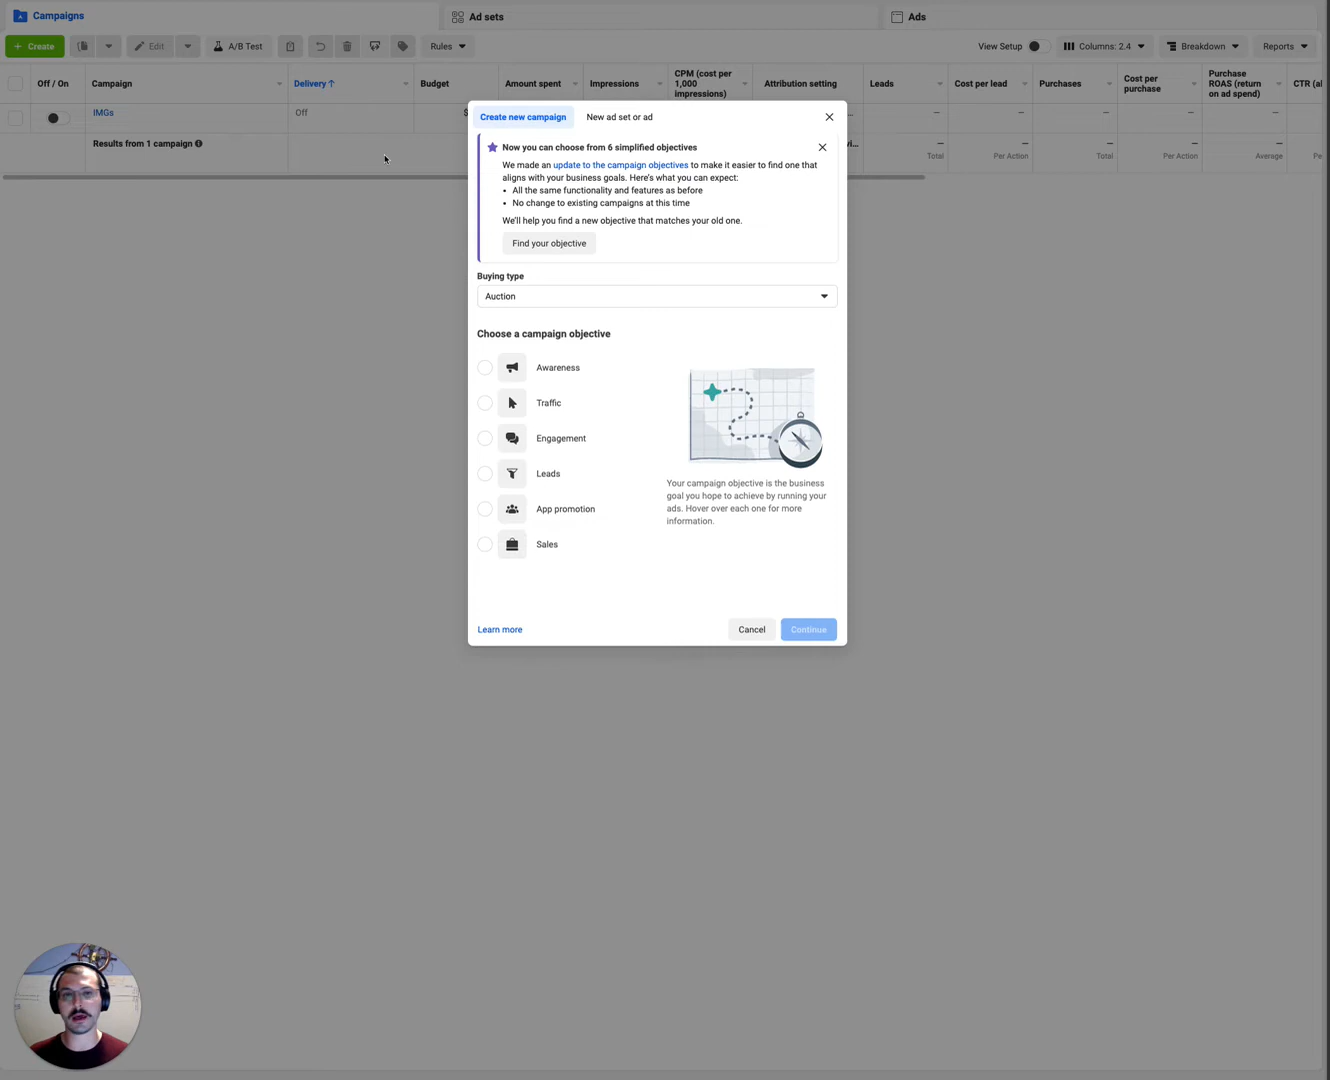 Campaigns
Ad sets
Ads
+ Create
Edit
A/B Test
Rules
View Setup
Columns: 2.4
Breakdown
Reports
Off / On
Campaign
Delivery ↑
Budget
Amount spent
Impressions
CPM (cost per
1,000
impressions)
Attribution setting
Leads
Cost per lead
Purchases
Cost per
purchase
Purchase
ROAS (return
on ad spend)
CTR (al
IMGs
Off
$
...
—
—
—
—
—
Results from 1 campaign
vi...
—
Total
—
Per Action
—
Total
—
Per Action
—
Average
Pe
Create new campaign
New ad set or ad
Now you can choose from 6 simplified objectives
We made an update to the campaign objectives to make it easier to find one that
aligns with your business goals. Here's what you can expect:
• All the same functionality and features as before
• No change to existing campaigns at this time
We'll help you find a new objective that matches your old one.
Find your objective
Buying type
Auction
Choose a campaign objective
Awareness
Traffic
Engagement
Leads
App promotion
Sales
Your campaign objective is the business
goal you hope to achieve by running your
ads. Hover over each one for more
information.
Learn more
Cancel
Continue